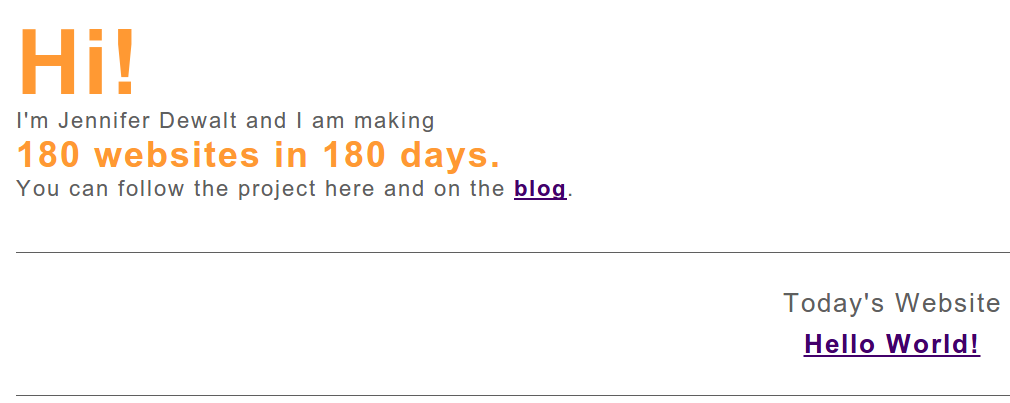 Hi!
I'm Jennifer Dewalt and I am making
180 websites in 180 days.
You can follow the project here and on the blog.
Today's Website
Hello World!